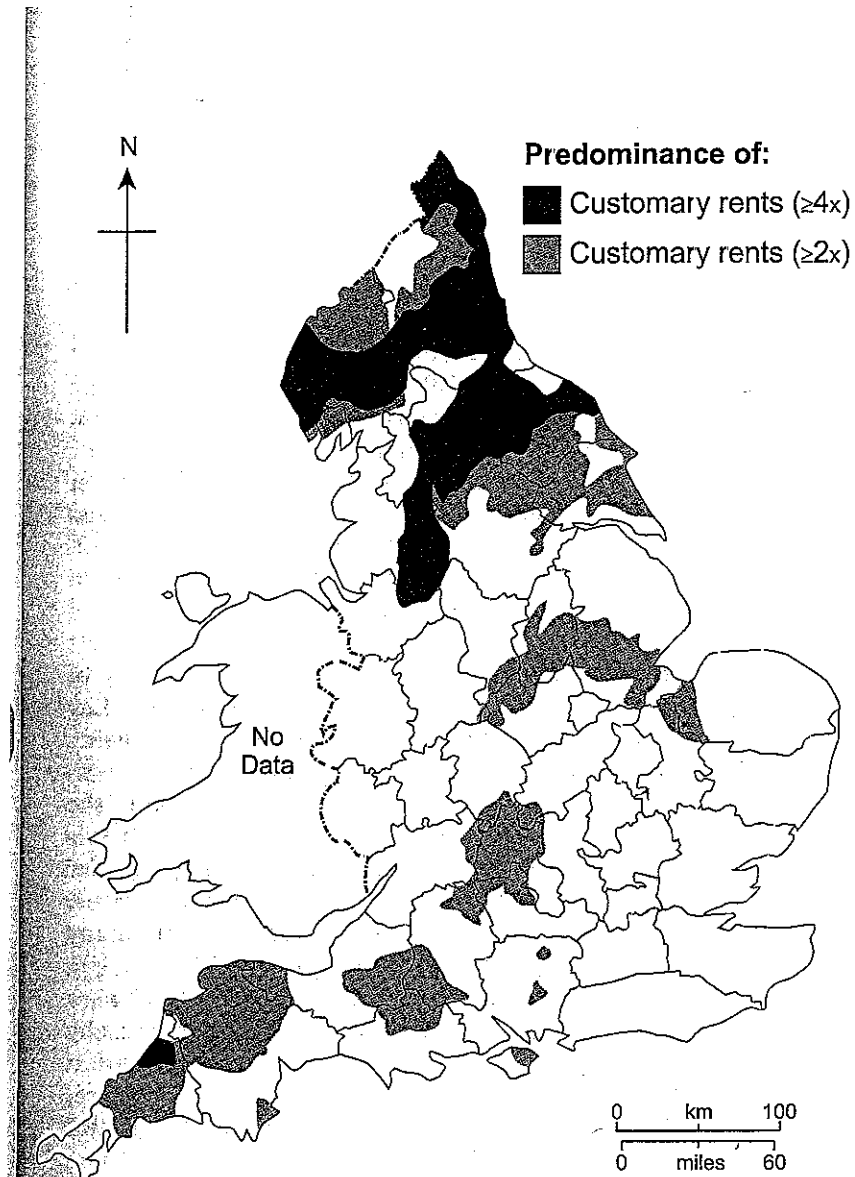 N
Predominance of:
Customary rents (≥4x)
Customary rents (≥2x)
No
Data
0 km 100
0 miles 60